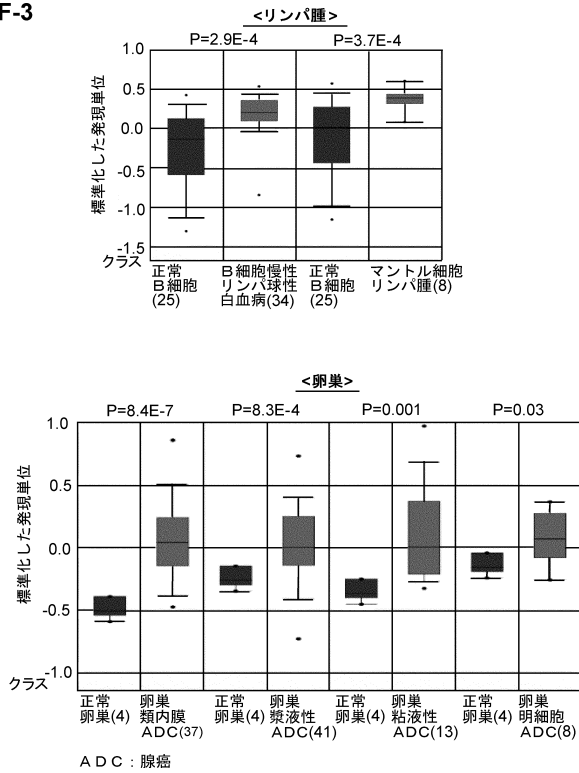 F-3
<リンパ腫>
P=2.9E-4 P=3.7E-4
標準化した発現単位
1.0
0.5
0.0
-0.5
-1.0
-1.5
クラス
正常
B細胞
(25)
B細胞慢性
リンパ球性
白血病(34)
正常
B細胞
(25)
マントル細胞
リンパ腫(8)
<卵巣>
P=8.4E-7 P=8.3E-4 P=0.001 P=0.03
標準化した発現単位
1.0
0.5
0.0
-0.5
-1.0
クラス
正常
卵巣(4)
卵巣
類内膜
ADC(37)
正常
卵巣(4)
卵巣
漿液性
ADC(41)
正常
卵巣(4)
卵巣
粘液性
ADC(13)
正常
卵巣(4)
卵巣
明細胞
ADC(8)
ADC：腺癌